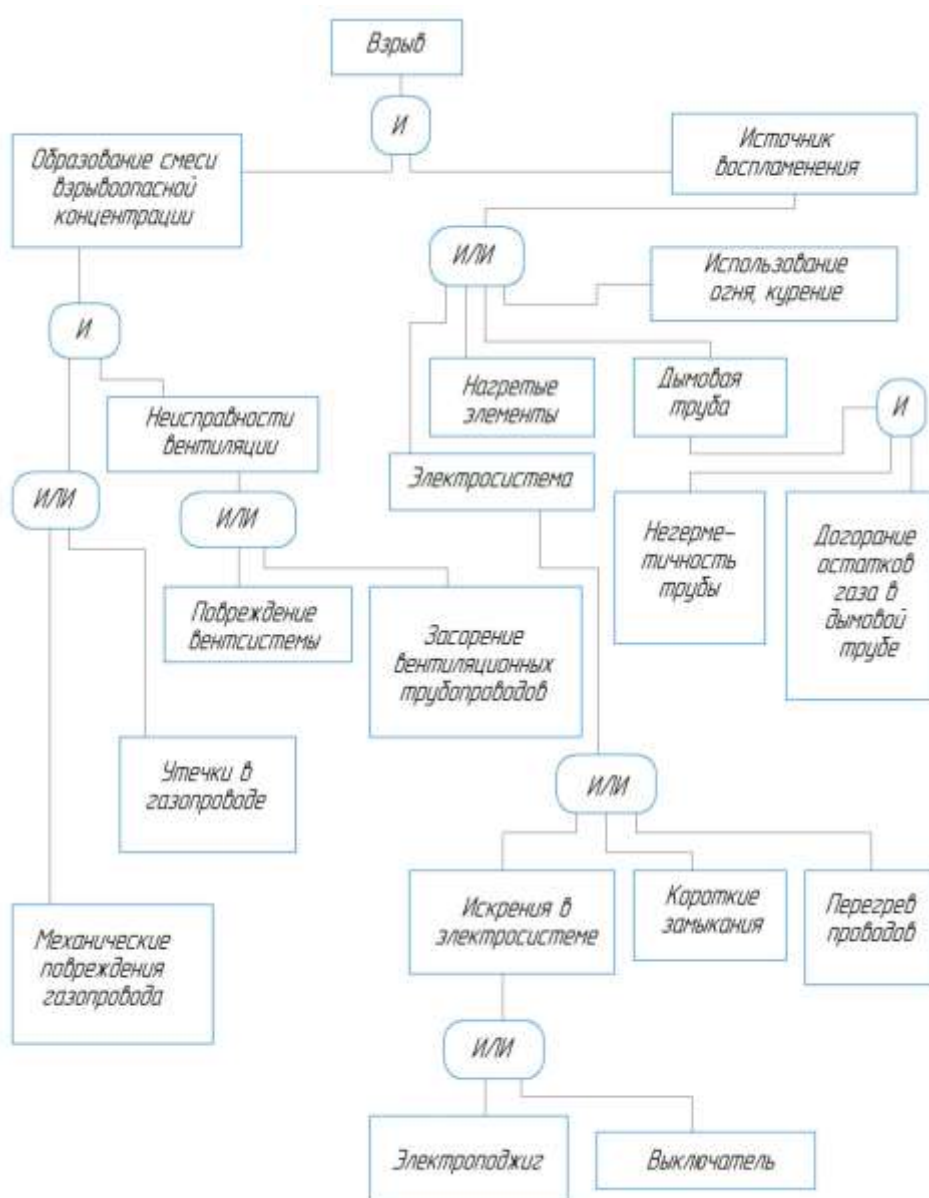 Взрыв
И
Образование смеси
взрывоопасной
концентрации
Источник
воспламенения
ИЛИ
Использование
огня, курение
И
Нагретые
элементы
Дымовая
труба
И
Неисправности
вентиляции
Электросистема
ИЛИ
ИЛИ
Негерме-
тичность
трубы
Догорание
остатков
газа в
дымовой
трубе
Повреждение
вентсистемы
Засорение
вентиляционных
трубопроводов
Утечки в
газопроводе
ИЛИ
Искрения в
электросистеме
Короткие
замыкания
Перегрев
проводов
Механические
повреждения
газопровода
ИЛИ
Электроподжиг
Выключатель